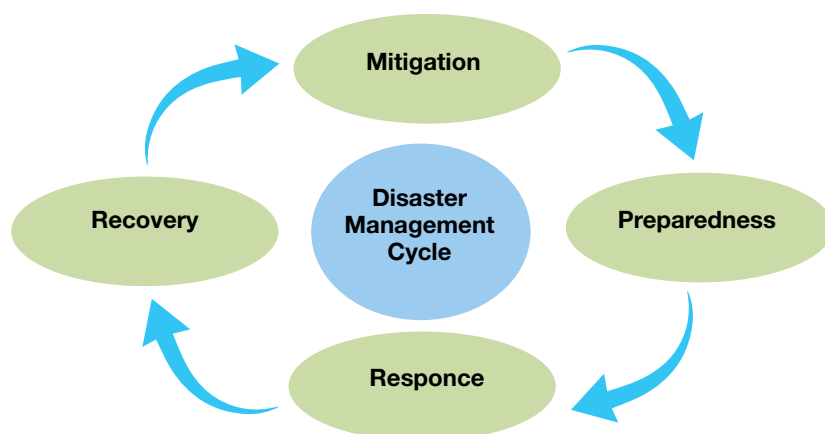 Mitigation
Recovery
Disaster
Management
Cycle
Preparedness
Responce